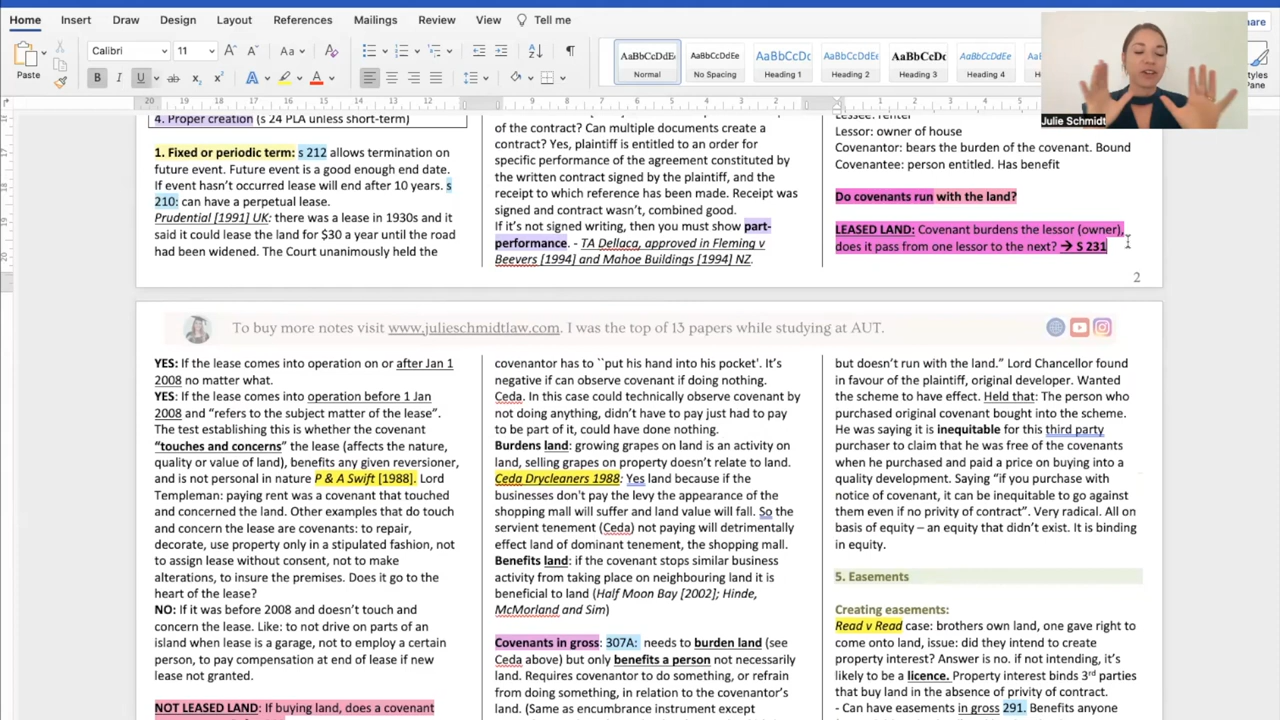 Home Insert Draw Design Layout References Mailings Review View Tell me
Paste
Calibri 11
AaBbCcDdEe
Normal
AaBbCcDdEe
No Spacing
AaBbCcDc
Heading 1
AaBbCcDdEe
Heading 2
AaBbCcDc
Heading 3
AaBbCcDdEe
Heading 4
Styles
Pane
Julie Schmidt
20 19 18 17 16 15 14 13 12 11
4. Proper creation (s 24 PLA unless short-term)
1. Fixed or periodic term: s 212 allows termination on
future event. Future event is a good enough end date.
If event hasn't occurred lease will end after 10 years. s
210: can have a perpetual lease.
Prudential [1991] UK: there was a lease in 1930s and it
said it could lease the land for $30 a year until the road
had been widened. The Court unanimously held the
of the contract? Can multiple documents create a
contract? Yes, plaintiff is entitled to an order for
specific performance of the agreement constituted by
the written contract signed by the plaintiff, and the
receipt to which reference has been made. Receipt was
signed and contract wasn't, combined good.
If it's not signed writing, then you must show part-
performance. - TA Dellaca, approved in Fleming v
Beevers [1994] and Mahoe Buildings [1994] NZ.
Lessee: renter
Lessor: owner of house
Covenantor: bears the burden of the covenant. Bound
Covenantee: person entitled. Has benefit
Do covenants run with the land?
LEASED LAND: Covenant burdens the lessor (owner),
does it pass from one lessor to the next? → S 231
2
To buy more notes visit www.julieschmidtlaw.com. I was the top of 13 papers while studying at AUT.
YES: If the lease comes into operation on or after Jan 1
2008 no matter what.
YES: If the lease comes into operation before 1 Jan
2008 and "refers to the subject matter of the lease".
The test establishing this is whether the covenant
"touches and concerns" the lease (affects the nature,
quality or value of land), benefits any given reversioner,
and is not personal in nature P & A Swift [1988]. Lord
Templeman: paying rent was a covenant that touched
and concerned the land. Other examples that do touch
and concern the lease are covenants: to repair,
decorate, use property only in a stipulated fashion, not
to assign lease without consent, not to make
alterations, to insure the premises. Does it go to the
heart of the lease?
NO: If it was before 2008 and doesn't touch and
concern the lease. Like: to not drive on parts of an
island when lease is a garage, not to employ a certain
person, to pay compensation at end of lease if new
lease not granted.
NOT LEASED LAND: If buying land, does a covenant
covenantor has to ``put his hand into his pocket'. It's
negative if can observe covenant if doing nothing.
Ceda. In this case could technically observe covenant by
not doing anything, didn't have to pay just had to pay
to be part of it, could have done nothing.
Burdens land: growing grapes on land is an activity on
land, selling grapes on property doesn't relate to land.
Ceda Drycleaners 1988: Yes land because if the
businesses don't pay the levy the appearance of the
shopping mall will suffer and land value will fall. So the
servient tenement (Ceda) not paying will detrimentally
effect land of dominant tenement, the shopping mall.
Benefits land: if the covenant stops similar business
activity from taking place on neighbouring land it is
beneficial to land (Half Moon Bay [2002]; Hinde,
McMorland and Sim)
Covenants in gross: 307A: needs to burden land (see
Ceda above) but only benefits a person not necessarily
land. Requires covenantor to do something, or refrain
from doing something, in relation to the covenantor's
land. (Same as encumbrance instrument except
but doesn't run with the land." Lord Chancellor found
in favour of the plaintiff, original developer. Wanted
the scheme to have effect. Held that: The person who
purchased original covenant bought into the scheme.
He was saying it is inequitable for this third party
purchaser to claim that he was free of the covenants
when he purchased and paid a price on buying into a
quality development. Saying "if you purchase with
notice of covenant, it can be inequitable to go against
them even if no privity of contract". Very radical. All on
basis of equity – an equity that didn't exist. It is binding
in equity.
5. Easements
Creating easements:
Read v Read case: brothers own land, one gave right to
come onto land, issue: did they intend to create
property interest? Answer is no. if not intending, it's
likely to be a licence. Property interest binds 3rd parties
that buy land in the absence of privity of contract.
- Can have easements in gross 291. Benefits anyone